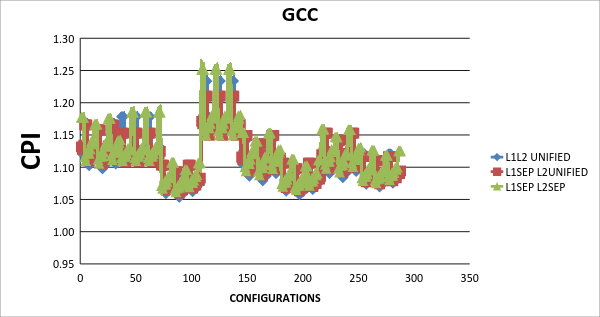 GCC
1.30
1.25
1.20
1.15
1.10
1.05
1.00
0.95
CPI
0 50 100 150 200 250 300 350
CONFIGURATIONS
L1L2 UNIFIED
L1SEP L2UNIFIED
L1SEP L2SEP